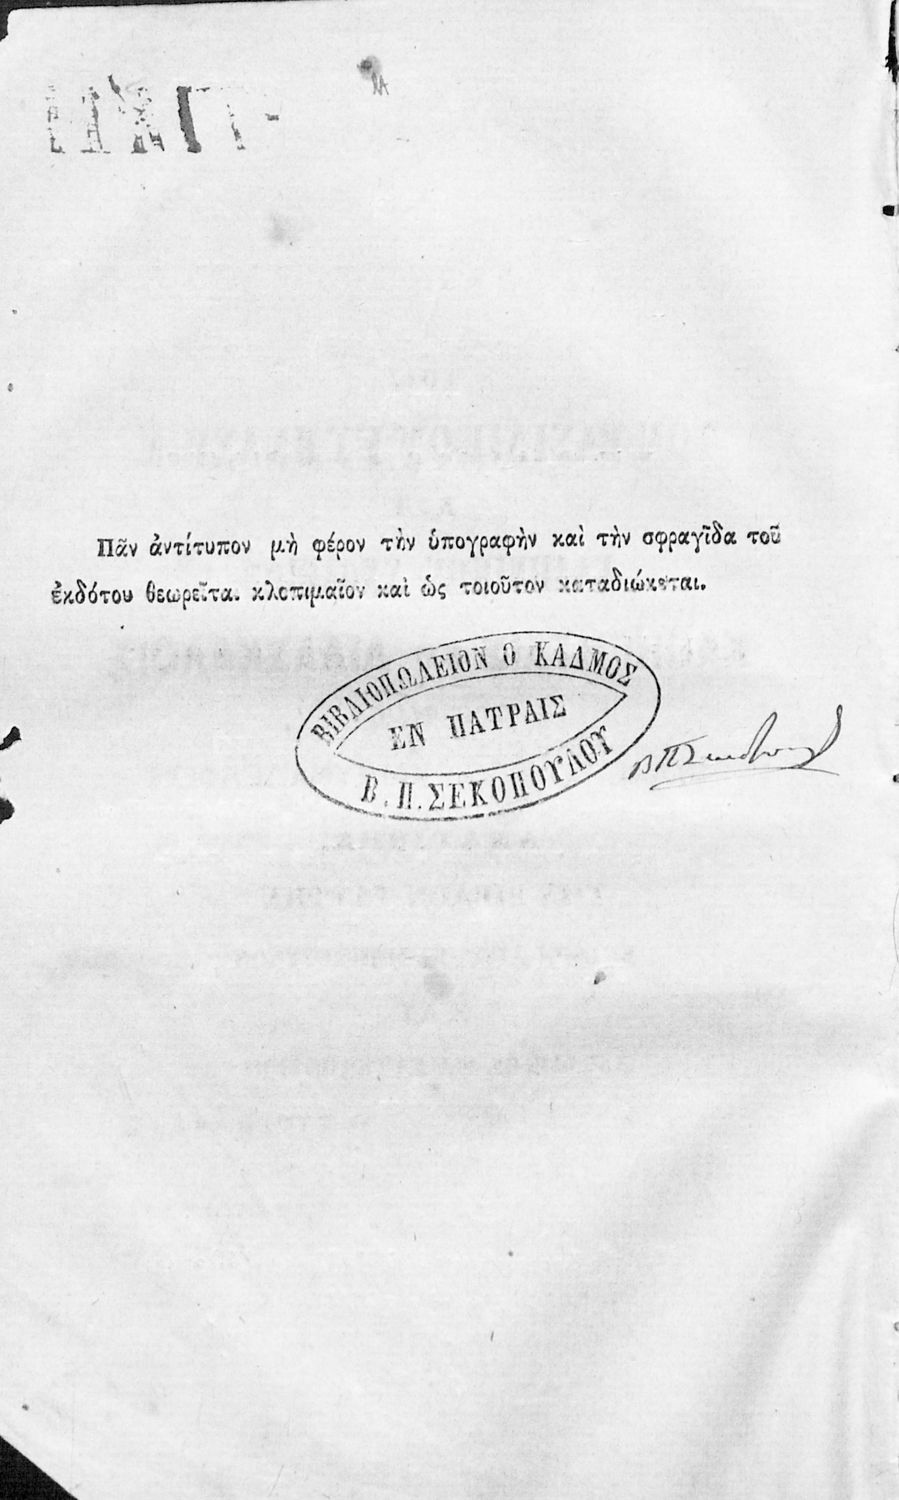 Πᾶν ἀντίτυπον μὴ φέρον τὴν ὑπογραφὴν καὶ τὴν σφραγῖδα τοῦ
ἐκδότου θεωρεῖται. κλοπιμαῖον καὶ ὡς τοιοῦτον καταδιώκεται.
ΒΙΒΛΙΟΠΩΛΕΙΟΝ Ο ΚΑΔΜΟΣ
ΕΝ ΠΑΤΡΑΙΣ
Β. Π. ΣΕΚΟΠΟΥΛΟΥ